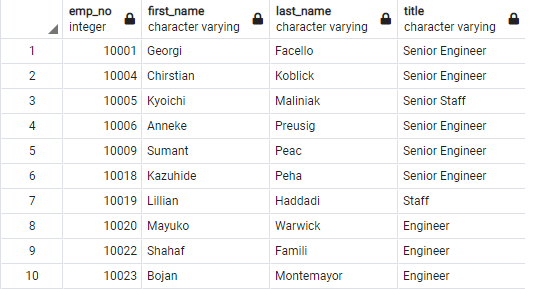 emp_no first_name last_name title
integer character varying character varying character varying
1 10001 Georgi Facello Senior Engineer
2 10004 Chirstian Koblick Senior Engineer
3 10005 Kyoichi Maliniak Senior Staff
4 10006 Anneke Preusig Senior Engineer
5 10009 Sumant Peac Senior Engineer
6 10018 Kazuhide Peha Senior Engineer
7 10019 Lillian Haddadi Staff
8 10020 Mayuko Warwick Engineer
9 10022 Shahaf Famili Engineer
10 10023 Bojan Montemayor Engineer